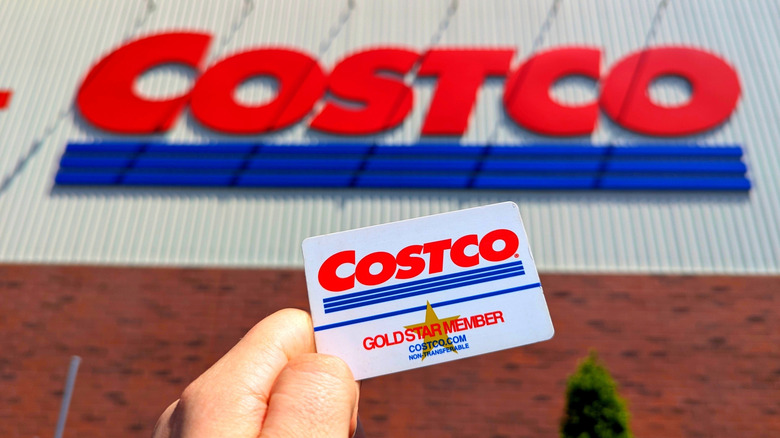 COSTCO
COSTCO
GOLD STAR MEMBER
COSTCO.COM
NON-TRANSFERABLE